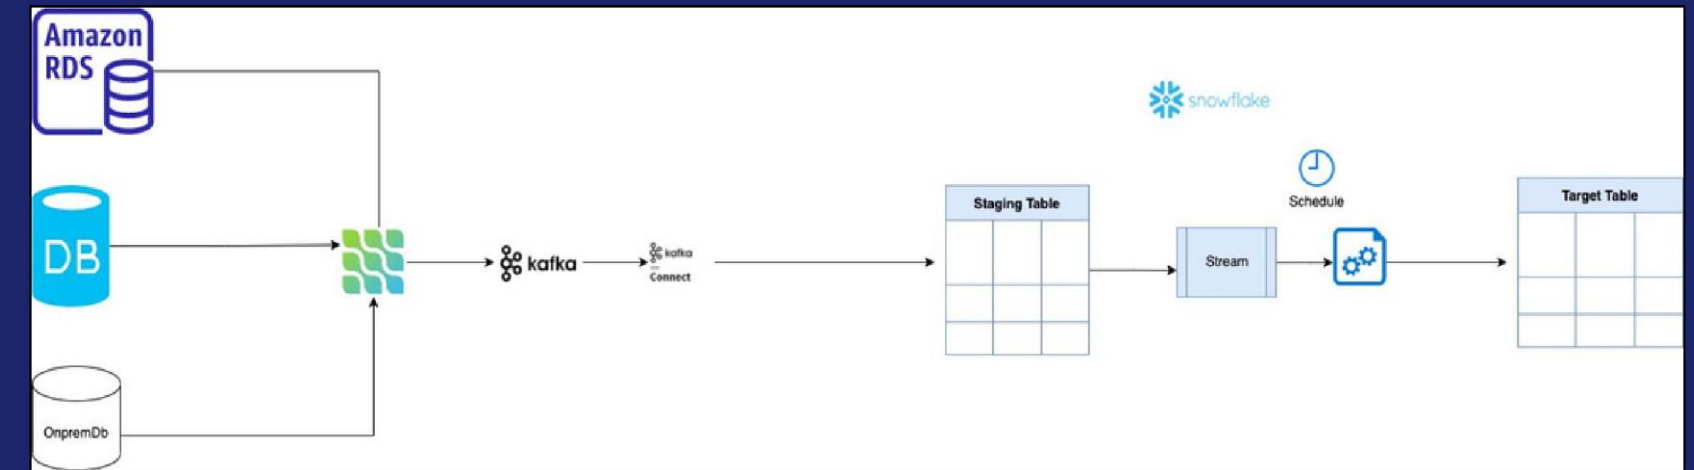 Amazon
RDS
DB
OnpremDb
kafka
kafka
Connect
snowflake
Staging Table
Stream
Schedule
Target Table